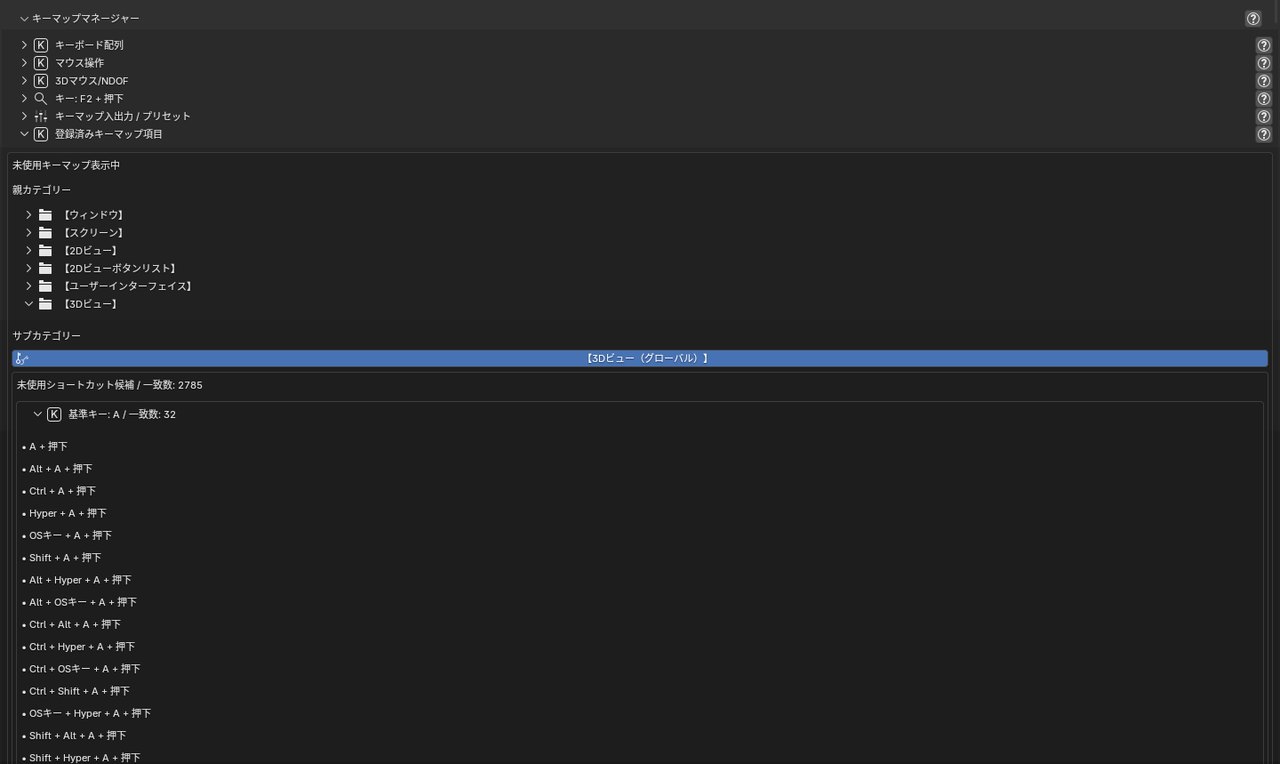 キーマップマネージャー
キーボード配列
マウス操作
3Dマウス/NDOF
キー: F2 + 押下
キーマップ入出力 / プリセット
登録済みキーマップ項目
未使用キーマップ表示中
親カテゴリー
【ウィンドウ】
【スクリーン】
【2Dビュー】
【2Dビューボタンリスト】
【ユーザーインターフェイス】
【3Dビュー】
サブカテゴリー
【3Dビュー（グローバル）】
未使用ショートカット候補 / 一致数: 2785
K 基準キー: A / 一致数: 32
• A + 押下
• Alt + A + 押下
• Ctrl + A + 押下
• Hyper + A + 押下
• OSキー + A + 押下
• Shift + A + 押下
• Alt + Hyper + A + 押下
• Alt + OSキー + A + 押下
• Ctrl + Alt + A + 押下
• Ctrl + Hyper + A + 押下
• Ctrl + OSキー + A + 押下
• Ctrl + Shift + A + 押下
• OSキー + Hyper + A + 押下
• Shift + Alt + A + 押下
• Shift + Hyper + A + 押下